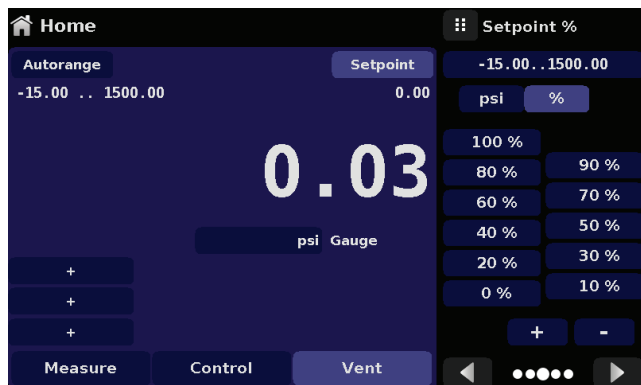 Home
Autorange Setpoint
-15.00 .. 1500.00 0.00
0.03
psi Gauge
+
+
+
Measure Control Vent
Setpoint %
-15.00..1500.00
psi %
100 %
90 %
80 %
70 %
60 %
50 %
40 %
30 %
20 %
10 %
0 %
+ -